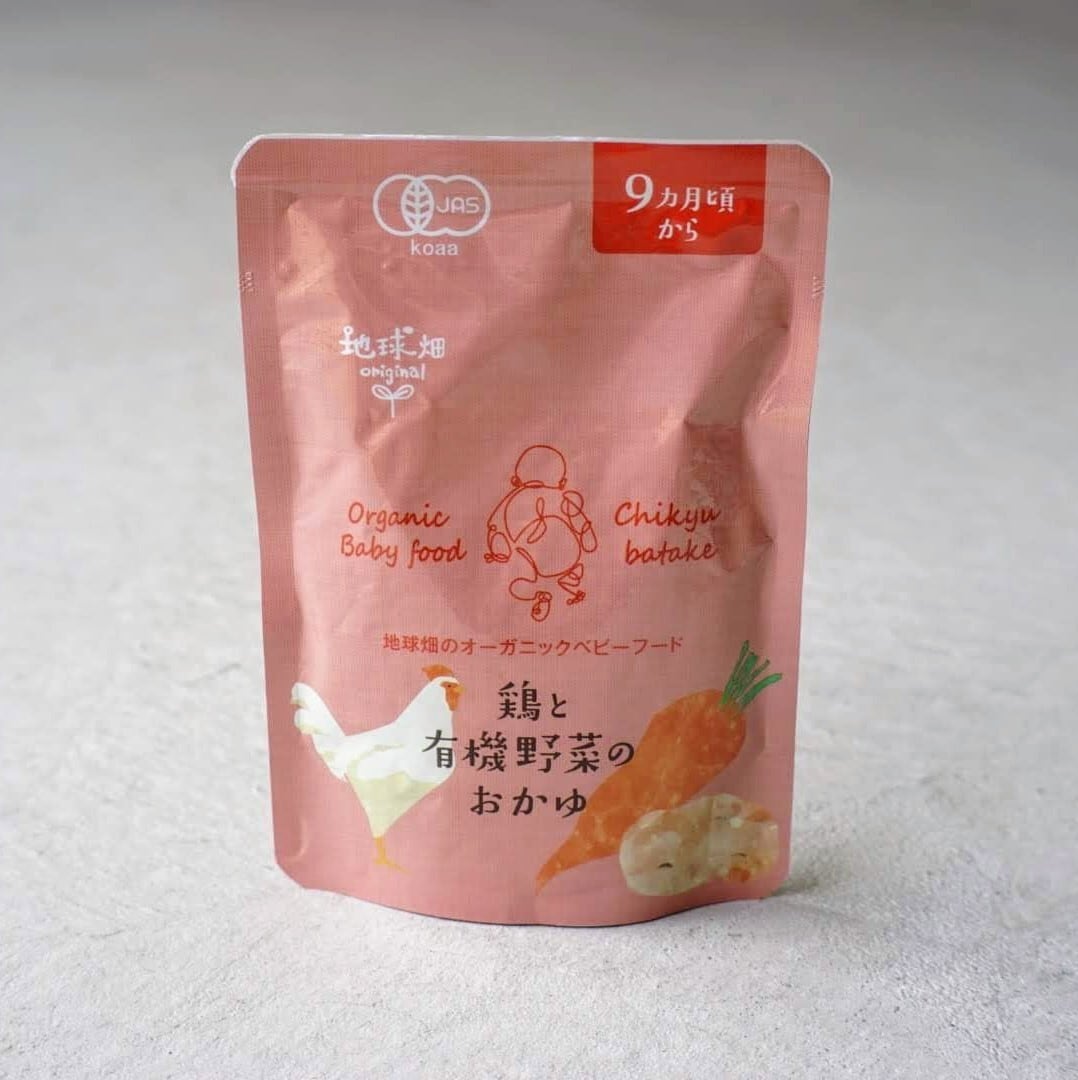 JAS
koaa
9カ月頃
から
地球畑
original
Organic
Baby food
Chikyu
batake
地球畑のオーガニックベビーフード
鶏と
有機野菜の
おかゆ